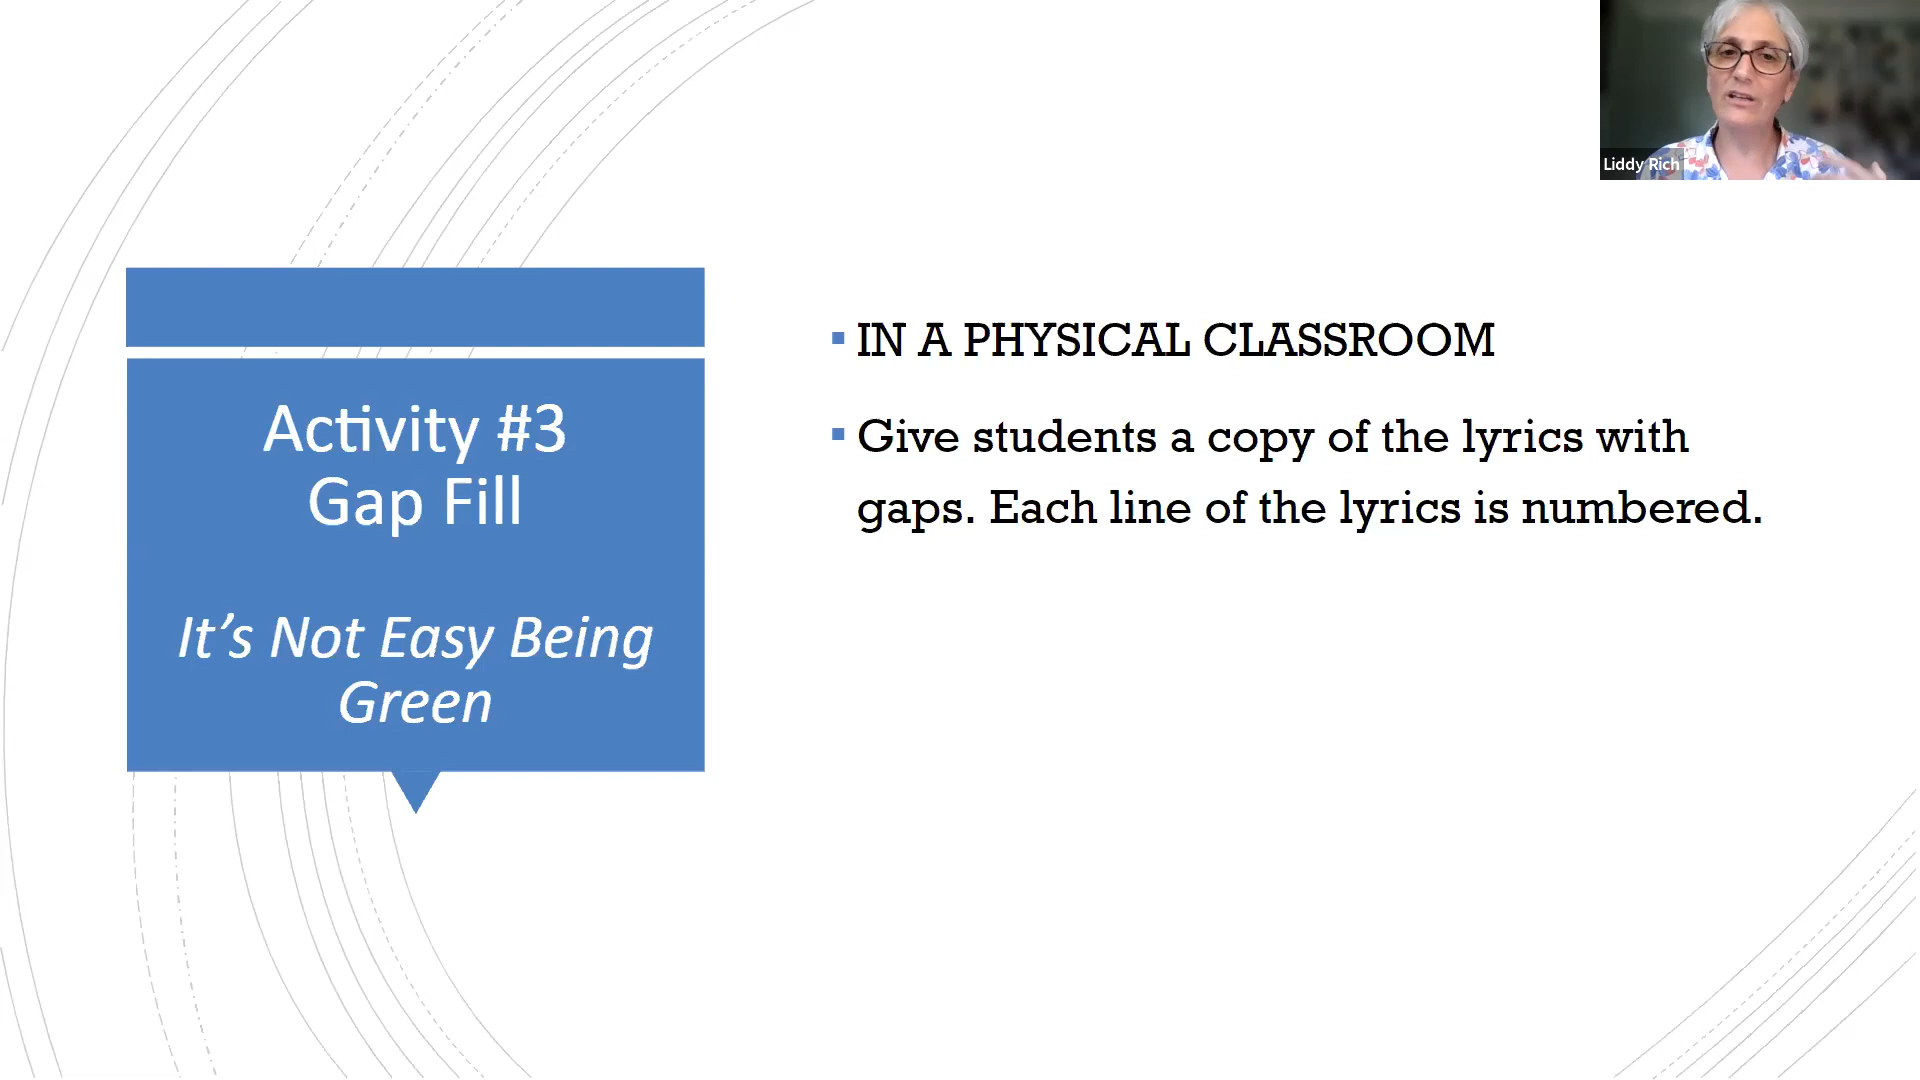 Liddy Rich
Activity #3
Gap Fill
It’s Not Easy Being
Green
IN A PHYSICAL CLASSROOM
Give students a copy of the lyrics with
gaps. Each line of the lyrics is numbered.